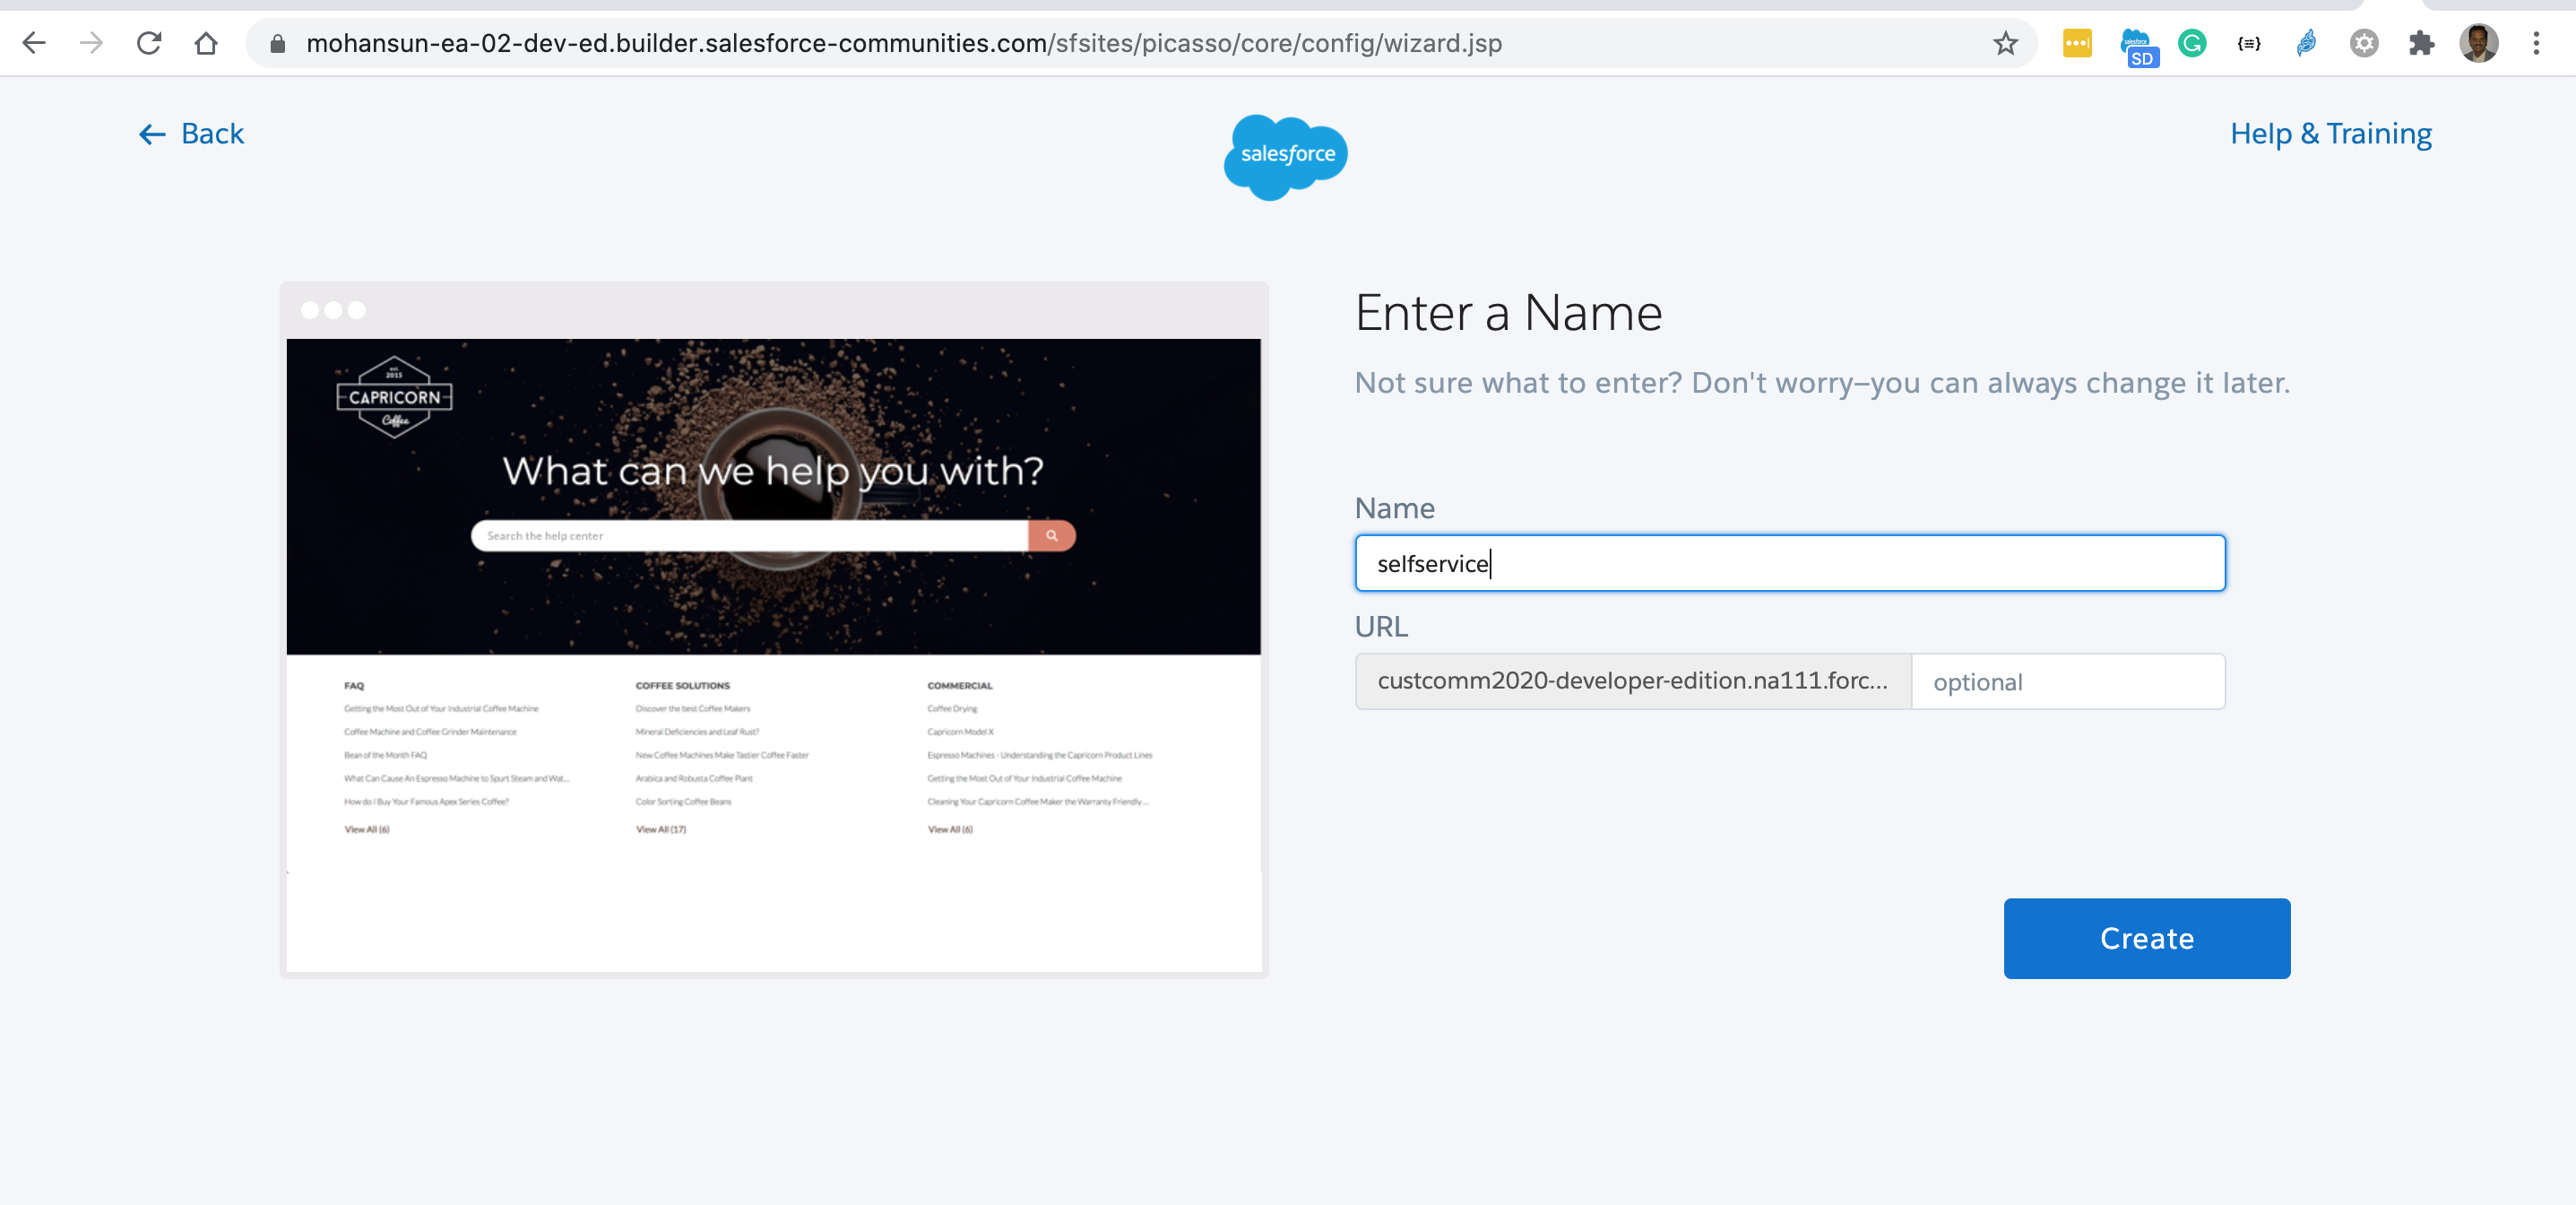 mohansun-ea-02-dev-ed.builder.salesforce-communities.com/sfsites/picasso/core/config/wizard.jsp
SD
Back
salesforce
Help & Training
est.
2015
CAPRICORN
Coffee
What can we help you with?
Search the help center
FAQ
Getting the Most Out of Your Industrial Coffee Machine
Coffee Machine and Coffee Grinder Maintenance
Bean of the Month FAQ
What Can Cause An Espresso Machine to Spurt Steam and Wat...
How do I Buy Your Famous Apex Series Coffee?
View All (6)
COFFEE SOLUTIONS
Discover the best Coffee Makers
Mineral Deficiencies and Leaf Rust?
New Coffee Machines Make Tastier Coffee Faster
Arabica and Robusta Coffee Plant
Color Sorting Coffee Beans
View All (17)
COMMERCIAL
Coffee Drying
Capricorn Model X
Espresso Machines - Understanding the Capricorn Product Lines
Getting the Most Out of Your Industrial Coffee Machine
Cleaning Your Capricorn Coffee Maker the Warranty Friendly ...
View All (6)
Enter a Name
Not sure what to enter? Don't worry–you can always change it later.
Name
selfservice
URL
custcomm2020-developer-edition.na111.forc... optional
Create